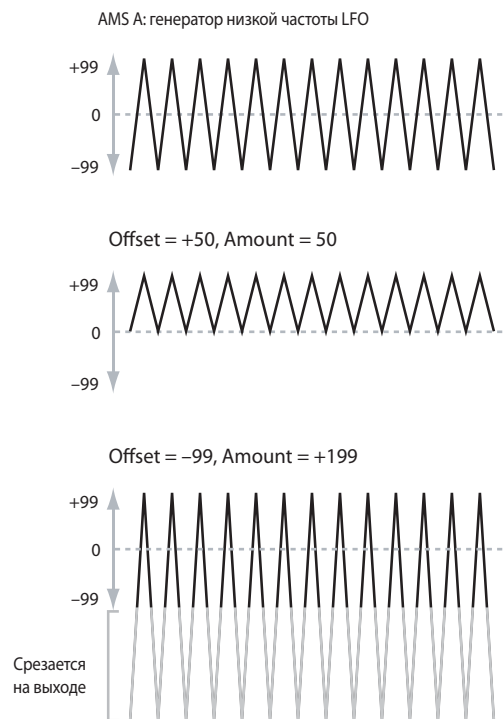 AMS A: генератор низкой частоты LFO
+99
0
–99
Offset = +50, Amount = 50
+99
0
–99
Offset = –99, Amount = +199
+99
0
–99
Срезается
на выходе